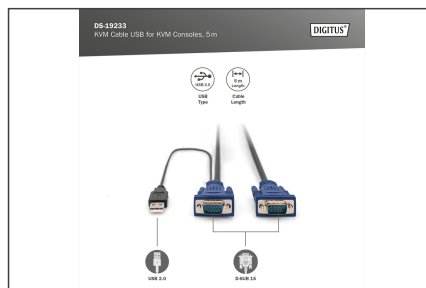 DS-19233
KVM Cable USB for KVM Consoles, 5m
DIGITUS®
USB 2.0
5 m
Length
USB
Type
Cable
Length
USB 2.0
D-SUB 15